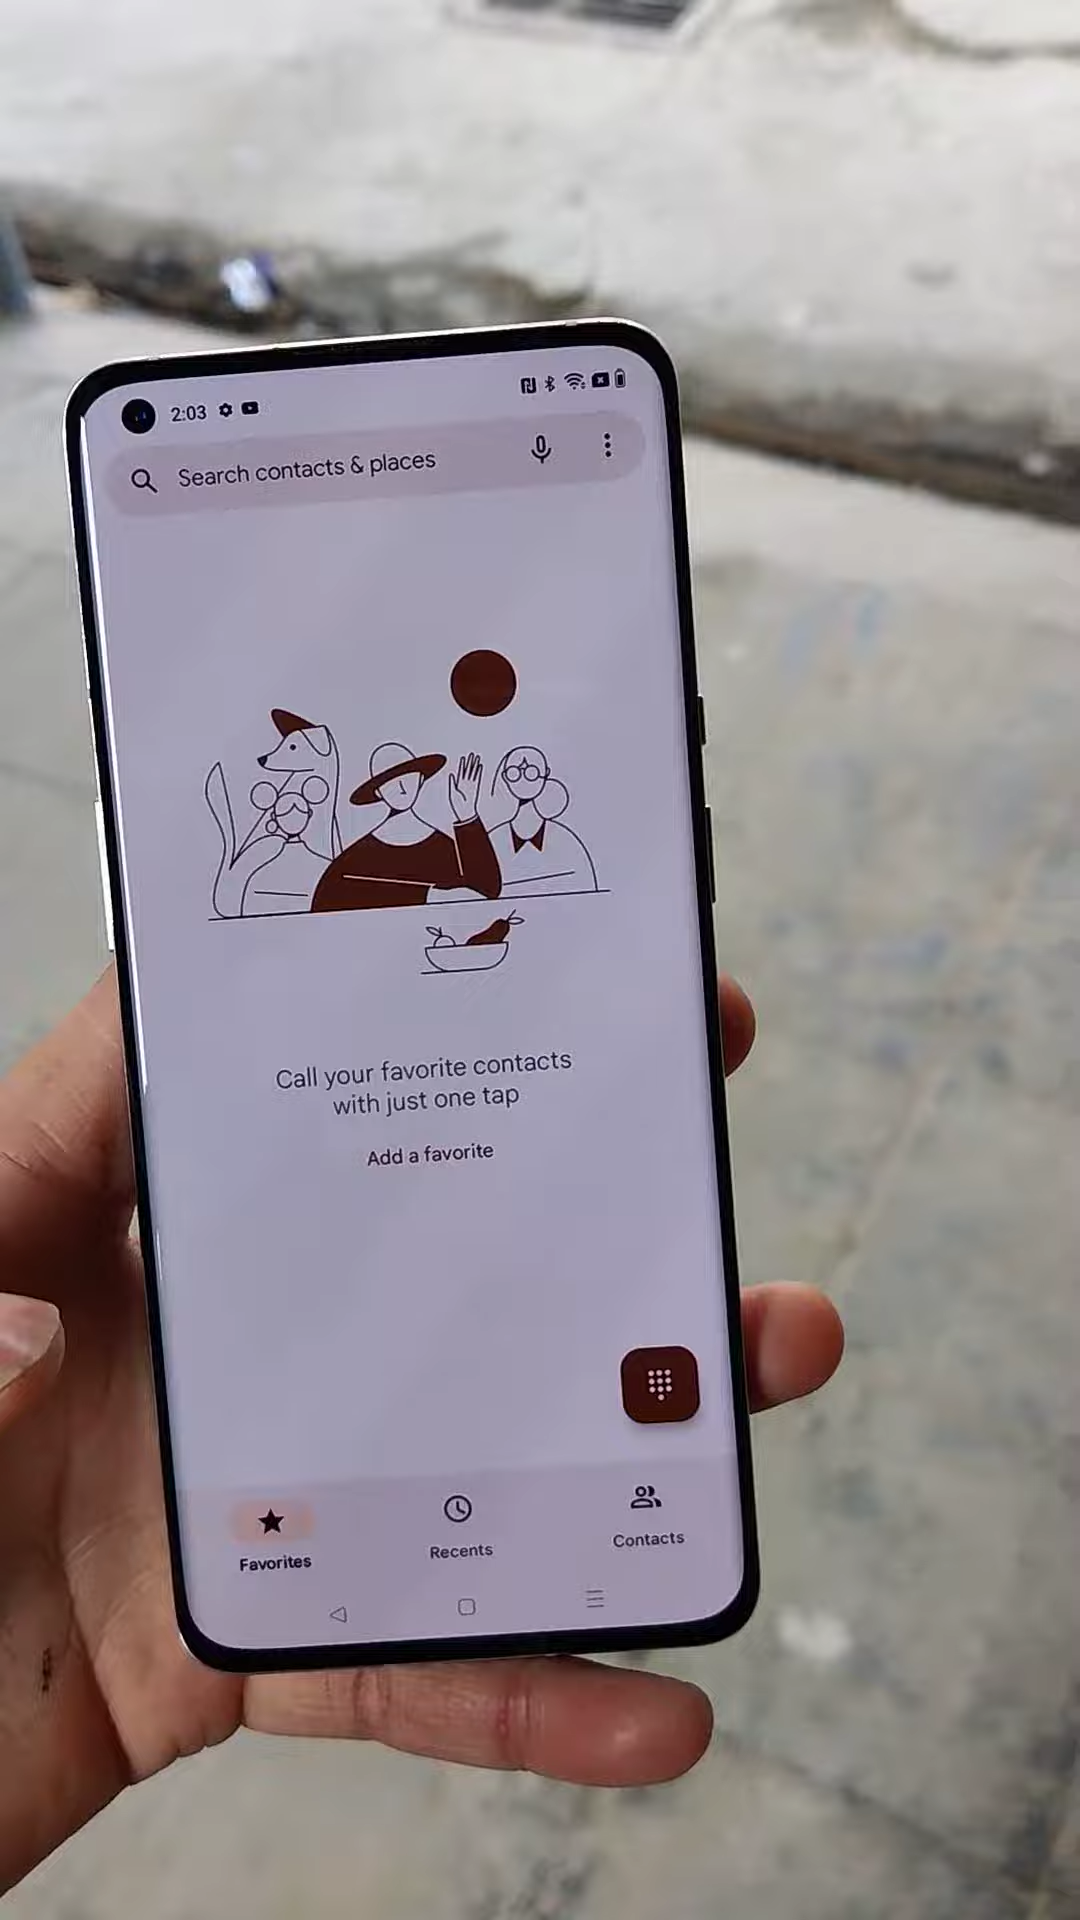 2:03
Search contacts & places
Call your favorite contacts
with just one tap
Add a favorite
Favorites
Recents
Contacts